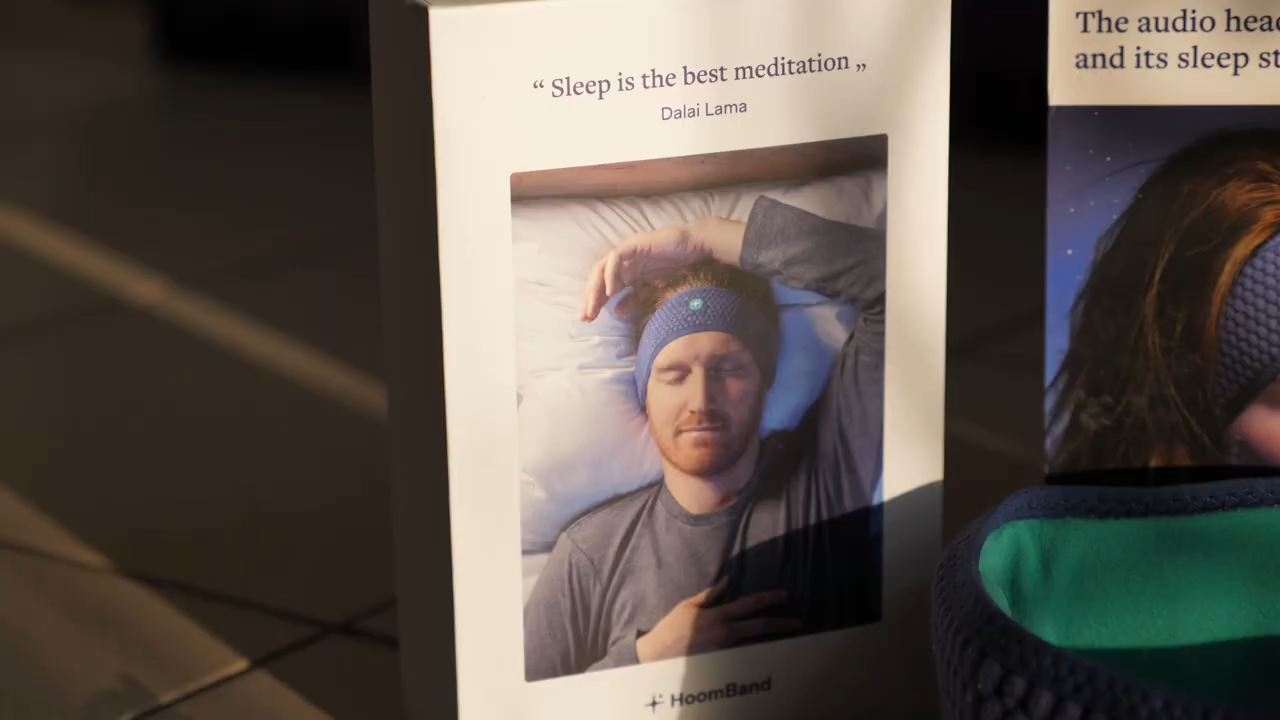 “ Sleep is the best meditation „
Dalai Lama
HoomBand
The audio head
and its sleep st